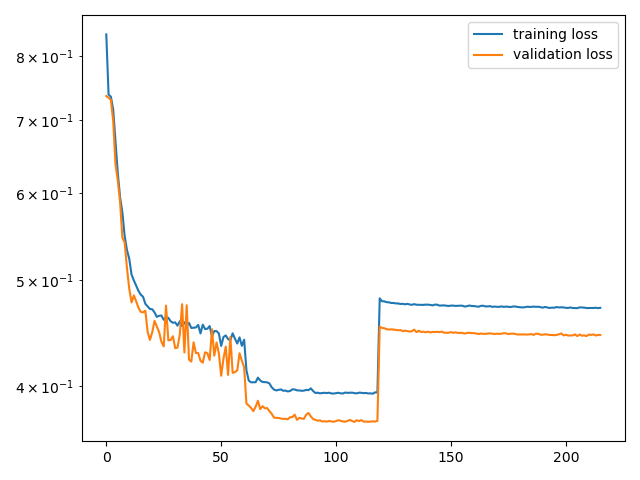 training loss
validation loss
8 × 10⁻¹
7 × 10⁻¹
6 × 10⁻¹
5 × 10⁻¹
4 × 10⁻¹
0 50 100 150 200